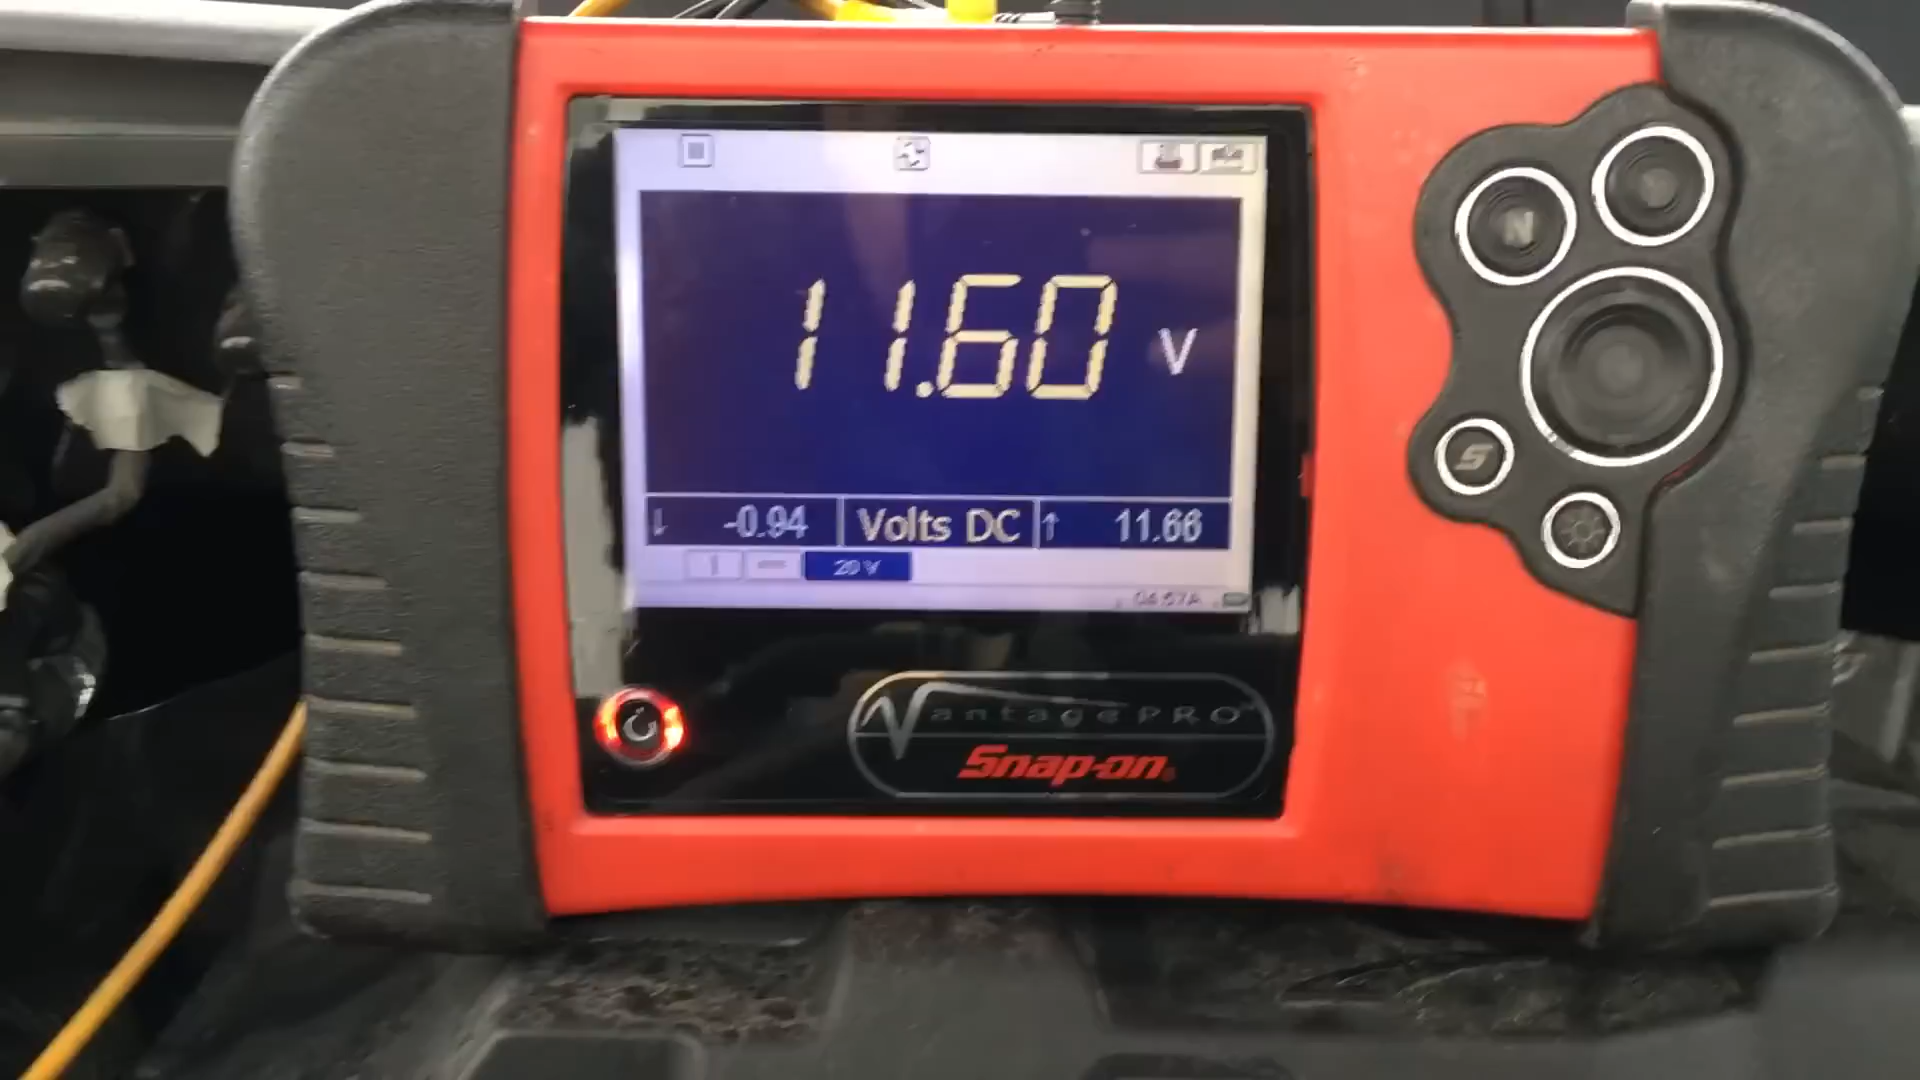 N
11.60 V
-0.94 Volts DC 11.66
20 V
S
VantagePRO
Snap-on